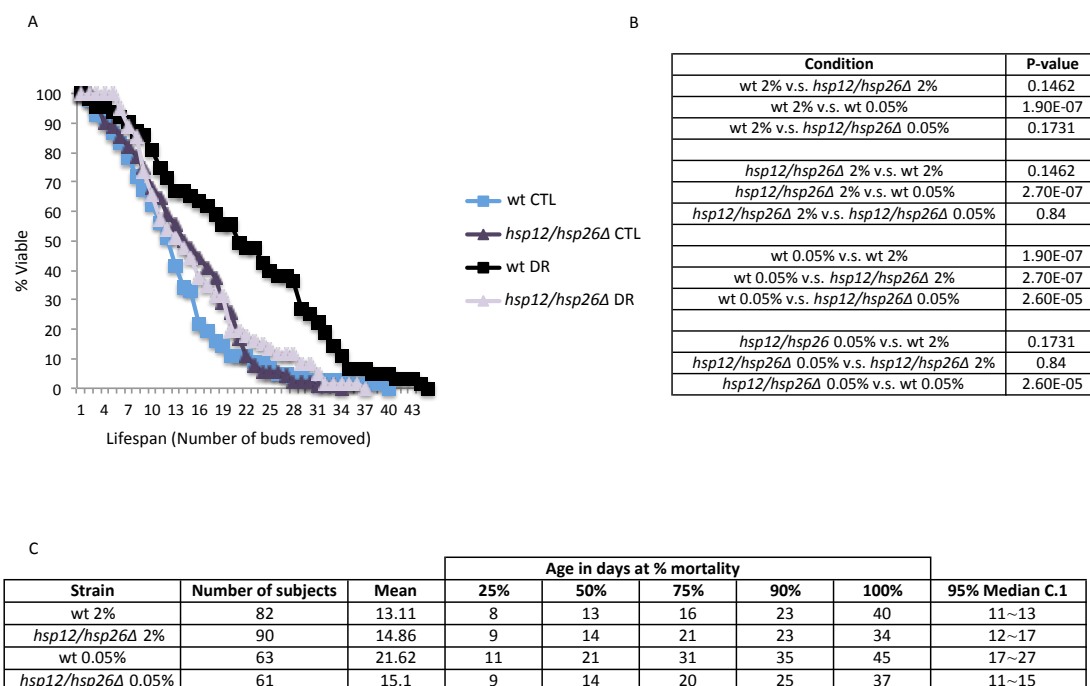 A
B
100
90
80
70
60
50
40
30
20
10
0
% Viable
1 4 7 10 13 16 19 22 25 28 31 34 37 40 43
Lifespan (Number of buds removed)
wt CTL
hsp12/hsp26Δ CTL
wt DR
hsp12/hsp26Δ DR
Condition P-value
wt 2% v.s. hsp12/hsp26Δ 2% 0.1462
wt 2% v.s. wt 0.05% 1.90E-07
wt 2% v.s. hsp12/hsp26Δ 0.05% 0.1731
hsp12/hsp26Δ 2% v.s. wt 2% 0.1462
hsp12/hsp26Δ 2% v.s. wt 0.05% 2.70E-07
hsp12/hsp26Δ 2% v.s. hsp12/hsp26Δ 0.05% 0.84
wt 0.05% v.s. wt 2% 1.90E-07
wt 0.05% v.s. hsp12/hsp26Δ 2% 2.70E-07
wt 0.05% v.s. hsp12/hsp26Δ 0.05% 2.60E-05
hsp12/hsp26 0.05% v.s. wt 2% 0.1731
hsp12/hsp26Δ 0.05% v.s. hsp12/hsp26Δ 2% 0.84
hsp12/hsp26Δ 0.05% v.s. wt 0.05% 2.60E-05
C
Age in days at % mortality
Strain Number of subjects Mean 25% 50% 75% 90% 100% 95% Median C.1
wt 2% 82 13.11 8 13 16 23 40 11~13
hsp12/hsp26Δ 2% 90 14.86 9 14 21 23 34 12~17
wt 0.05% 63 21.62 11 21 31 35 45 17~27
hsp12/hsp26Δ 0.05% 61 15.1 9 14 20 25 37 11~15